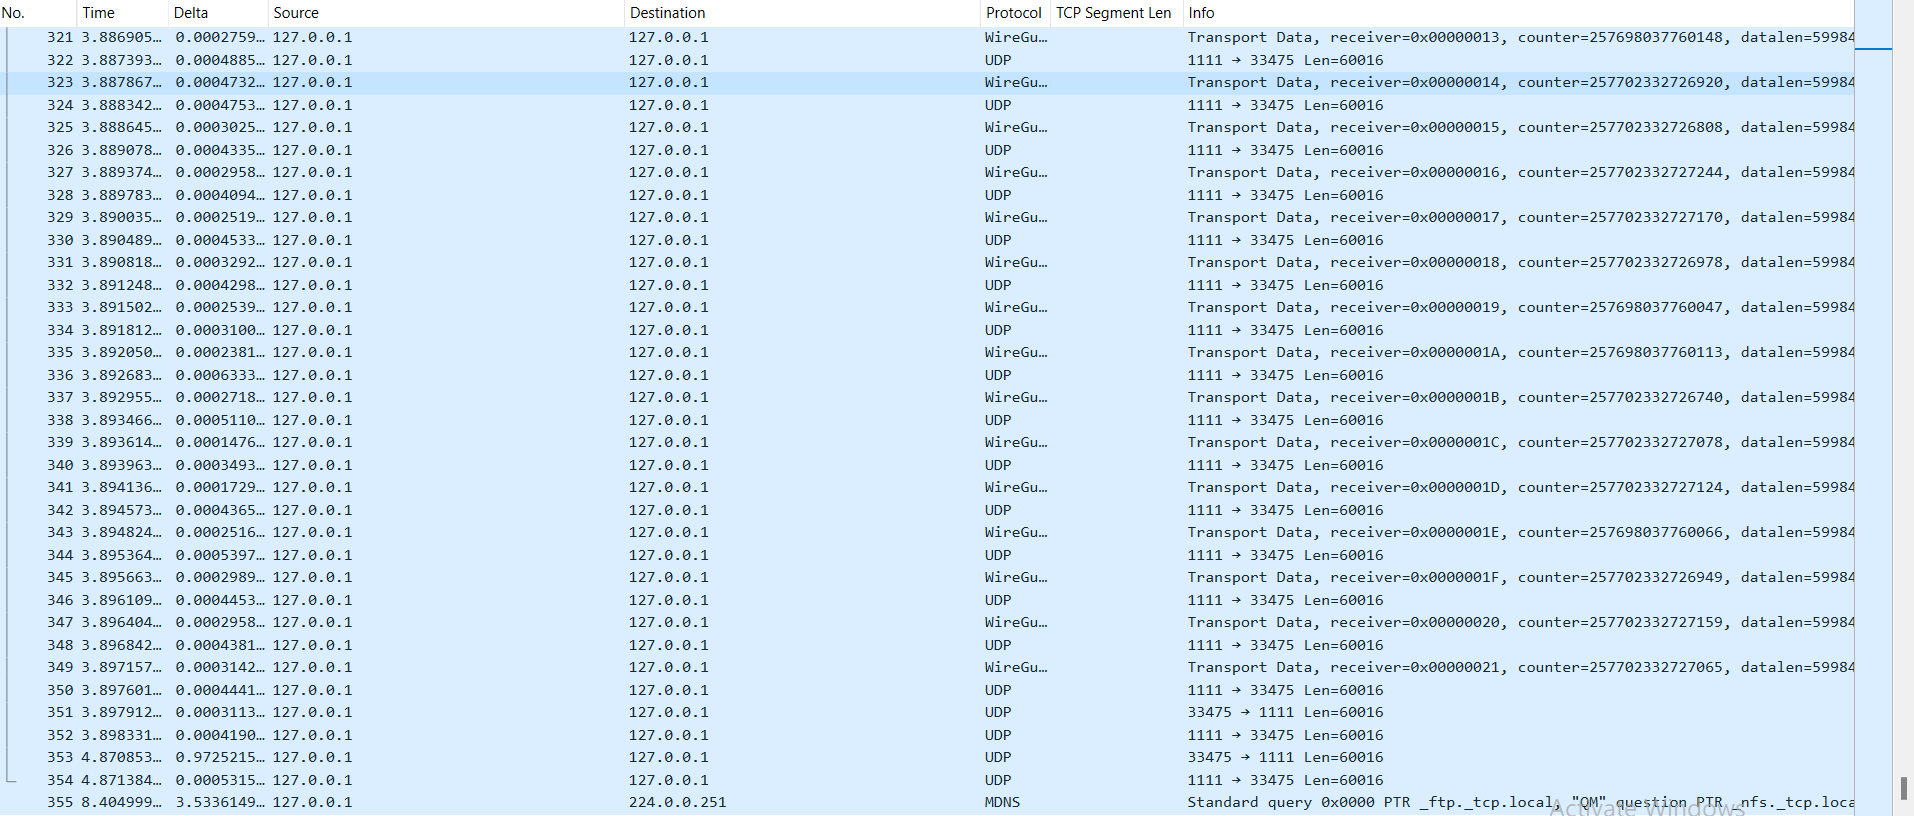 No. Time Delta Source Destination Protocol TCP Segment Len Info
321 3.886905… 0.0002759… 127.0.0.1 127.0.0.1 WireGu… Transport Data, receiver=0x00000013, counter=257698037760148, datalen=59984
322 3.887393… 0.0004885… 127.0.0.1 127.0.0.1 UDP 1111 → 33475 Len=60016
323 3.887867… 0.0004732… 127.0.0.1 127.0.0.1 WireGu… Transport Data, receiver=0x00000014, counter=257702332726920, datalen=59984
324 3.888342… 0.0004753… 127.0.0.1 127.0.0.1 UDP 1111 → 33475 Len=60016
325 3.888645… 0.0003025… 127.0.0.1 127.0.0.1 WireGu… Transport Data, receiver=0x00000015, counter=257702332726808, datalen=59984
326 3.889078… 0.0004335… 127.0.0.1 127.0.0.1 UDP 1111 → 33475 Len=60016
327 3.889374… 0.0002958… 127.0.0.1 127.0.0.1 WireGu… Transport Data, receiver=0x00000016, counter=257702332727244, datalen=59984
328 3.889783… 0.0004094… 127.0.0.1 127.0.0.1 UDP 1111 → 33475 Len=60016
329 3.890035… 0.0002519… 127.0.0.1 127.0.0.1 WireGu… Transport Data, receiver=0x00000017, counter=257702332727170, datalen=59984
330 3.890489… 0.0004533… 127.0.0.1 127.0.0.1 UDP 1111 → 33475 Len=60016
331 3.890818… 0.0003292… 127.0.0.1 127.0.0.1 WireGu… Transport Data, receiver=0x00000018, counter=257702332726978, datalen=59984
332 3.891248… 0.0004298… 127.0.0.1 127.0.0.1 UDP 1111 → 33475 Len=60016
333 3.891502… 0.0002539… 127.0.0.1 127.0.0.1 WireGu… Transport Data, receiver=0x00000019, counter=257698037760047, datalen=59984
334 3.891812… 0.0003100… 127.0.0.1 127.0.0.1 UDP 1111 → 33475 Len=60016
335 3.892050… 0.0002381… 127.0.0.1 127.0.0.1 WireGu… Transport Data, receiver=0x0000001A, counter=257698037760113, datalen=59984
336 3.892683… 0.0006333… 127.0.0.1 127.0.0.1 UDP 1111 → 33475 Len=60016
337 3.892955… 0.0002718… 127.0.0.1 127.0.0.1 WireGu… Transport Data, receiver=0x0000001B, counter=257702332726740, datalen=59984
338 3.893466… 0.0005110… 127.0.0.1 127.0.0.1 UDP 1111 → 33475 Len=60016
339 3.893614… 0.0001476… 127.0.0.1 127.0.0.1 WireGu… Transport Data, receiver=0x0000001C, counter=257702332727078, datalen=59984
340 3.893963… 0.0003493… 127.0.0.1 127.0.0.1 UDP 1111 → 33475 Len=60016
341 3.894136… 0.0001729… 127.0.0.1 127.0.0.1 WireGu… Transport Data, receiver=0x0000001D, counter=257702332727124, datalen=59984
342 3.894573… 0.0004365… 127.0.0.1 127.0.0.1 UDP 1111 → 33475 Len=60016
343 3.894824… 0.0002516… 127.0.0.1 127.0.0.1 WireGu… Transport Data, receiver=0x0000001E, counter=257698037760066, datalen=59984
344 3.895364… 0.0005397… 127.0.0.1 127.0.0.1 UDP 1111 → 33475 Len=60016
345 3.895663… 0.0002989… 127.0.0.1 127.0.0.1 WireGu… Transport Data, receiver=0x0000001F, counter=257702332726949, datalen=59984
346 3.896109… 0.0004453… 127.0.0.1 127.0.0.1 UDP 1111 → 33475 Len=60016
347 3.896404… 0.0002958… 127.0.0.1 127.0.0.1 WireGu… Transport Data, receiver=0x00000020, counter=257702332727159, datalen=59984
348 3.896842… 0.0004381… 127.0.0.1 127.0.0.1 UDP 1111 → 33475 Len=60016
349 3.897157… 0.0003142… 127.0.0.1 127.0.0.1 WireGu… Transport Data, receiver=0x00000021, counter=257702332727065, datalen=59984
350 3.897601… 0.0004441… 127.0.0.1 127.0.0.1 UDP 1111 → 33475 Len=60016
351 3.897912… 0.0003113… 127.0.0.1 127.0.0.1 UDP 33475 → 1111 Len=60016
352 3.898331… 0.0004190… 127.0.0.1 127.0.0.1 UDP 1111 → 33475 Len=60016
353 4.870853… 0.9725215… 127.0.0.1 127.0.0.1 UDP 33475 → 1111 Len=60016
354 4.871384… 0.0005315… 127.0.0.1 127.0.0.1 UDP 1111 → 33475 Len=60016
355 8.404999… 3.5336149… 127.0.0.1 224.0.0.251 MDNS Standard query 0x0000 PTR _ftp._tcp.local, "QM" question PTR _nfs._tcp.loca
Activate Windows